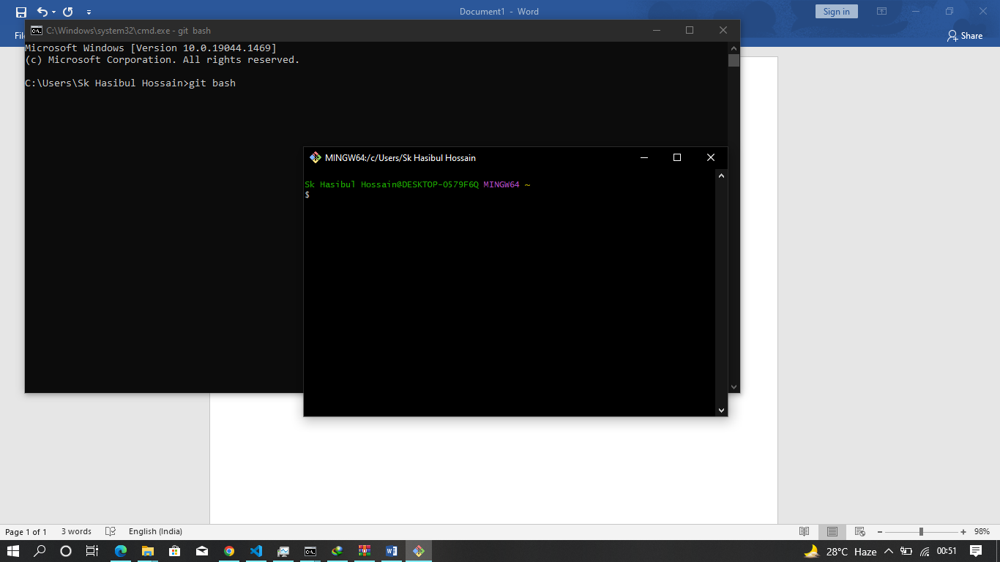 Document1 - Word
Sign in
Share
C:\Windows\system32\cmd.exe - git bash
Microsoft Windows [Version 10.0.19044.1469]
(c) Microsoft Corporation. All rights reserved.
C:\Users\Sk Hasibul Hossain>git bash
MINGW64:/c/Users/Sk Hasibul Hossain
Sk Hasibul Hossain@DESKTOP-O579F6Q MINGW64 ~
$
Page 1 of 1
3 words
English (India)
98%
28°C Haze
00:51